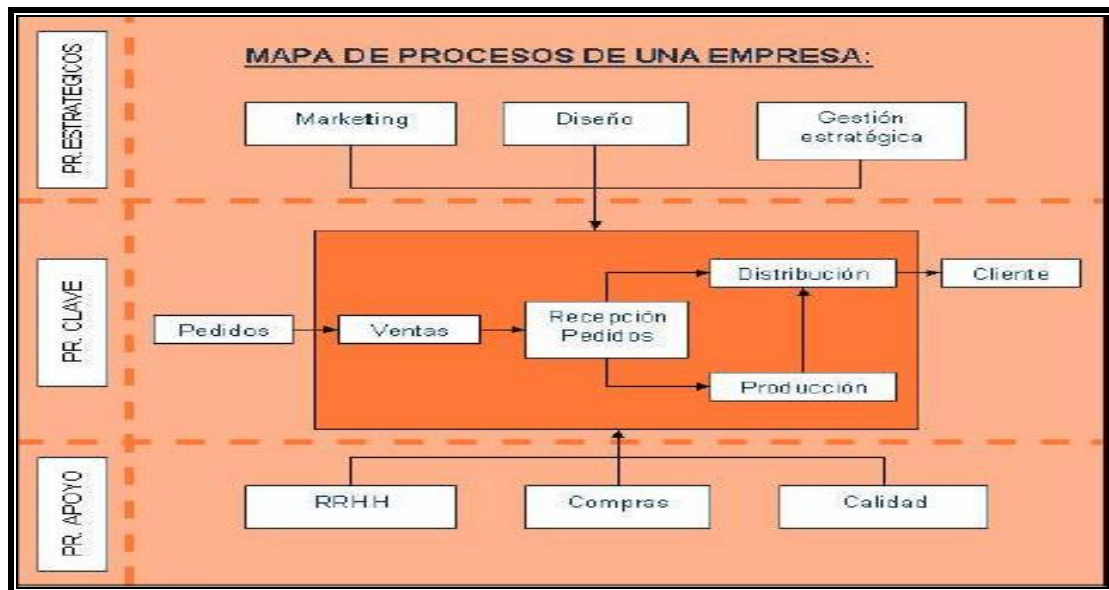 MAPA DE PROCESOS DE UNA EMPRESA:
PR.ESTRATEGICOS
Marketing
Diseño
Gestión
estratégica
PR. CLAVE
Pedidos
Ventas
Recepción
Pedidos
Distribución
Cliente
Producción
PR. APOYO
RRHH
Compras
Calidad